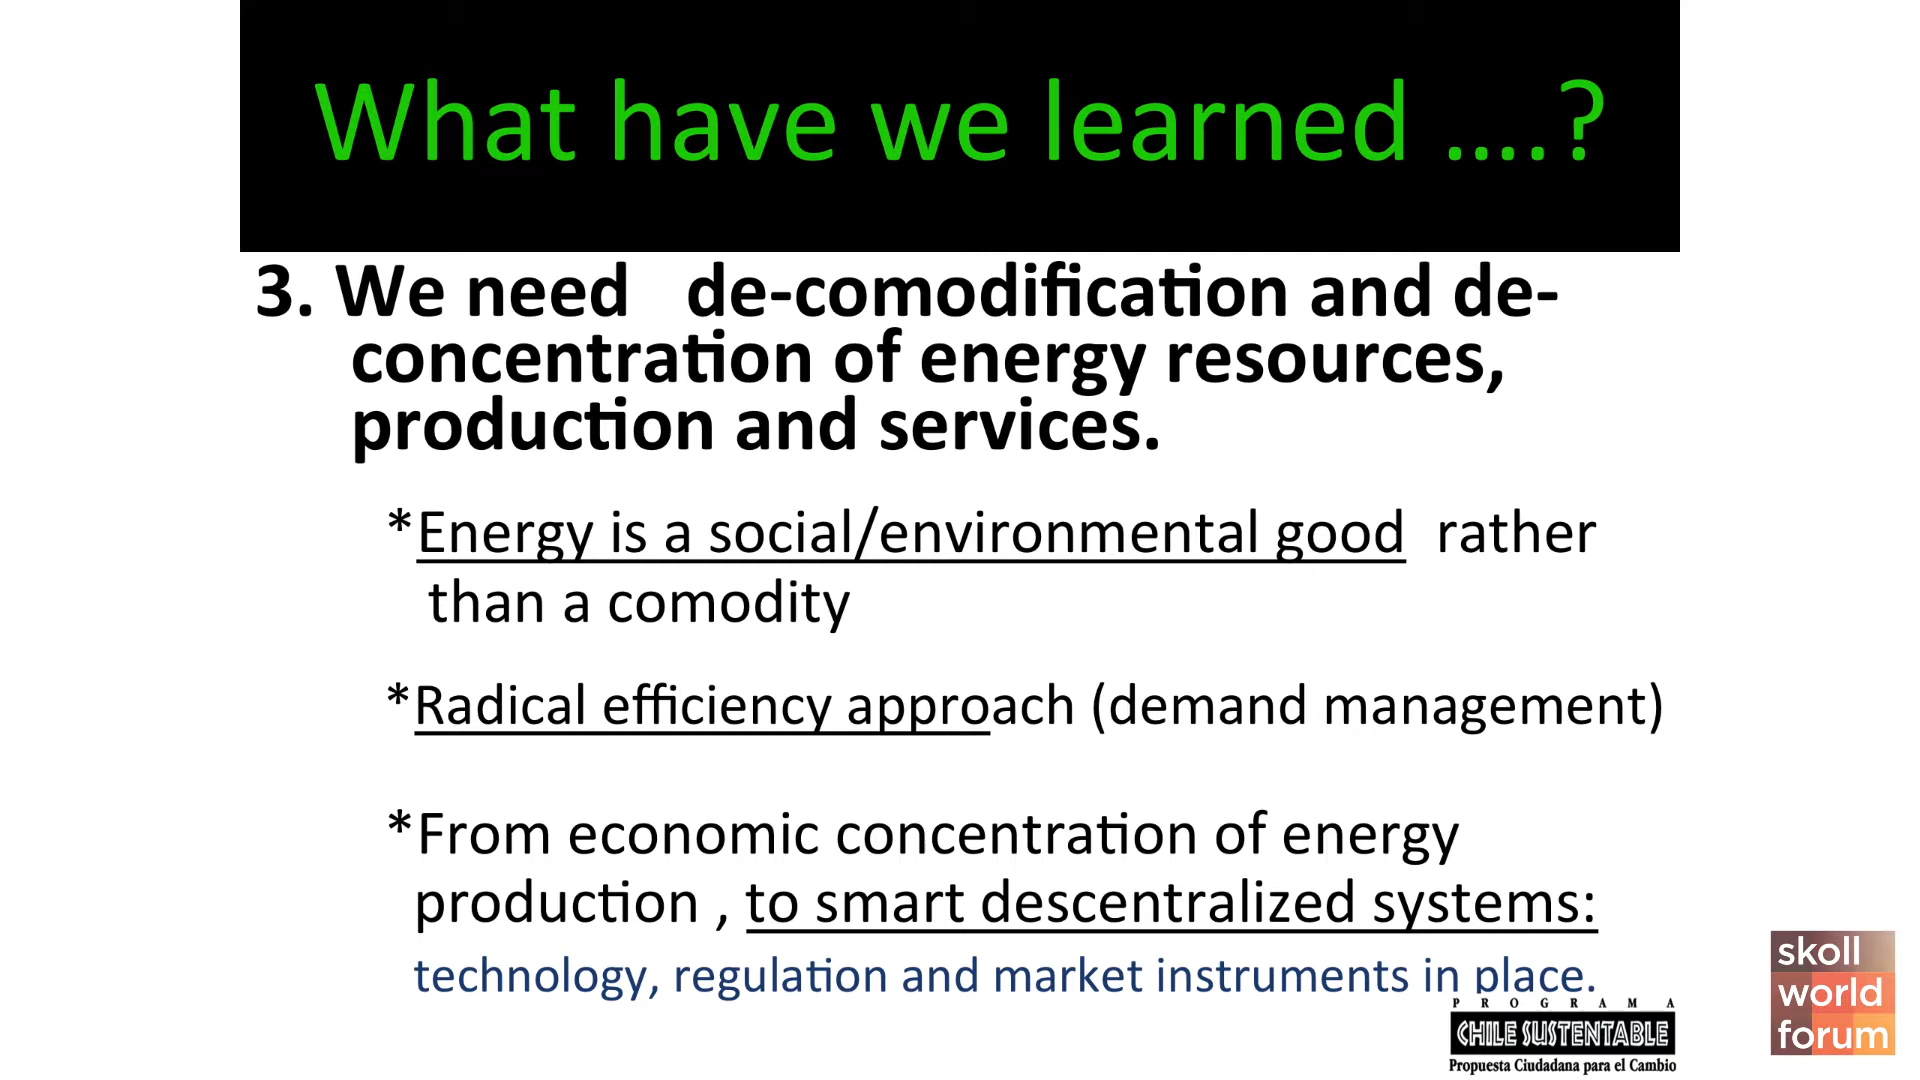 What have we learned ....?
3. We need de-comodification and de-
concentration of energy resources,
production and services.
*Energy is a social/environmental good rather
than a comodity
*Radical efficiency approach (demand management)
*From economic concentration of energy
production , to smart descentralized systems:
technology, regulation and market instruments in place.
PROGRAMA
CHILE SUSTENTABLE
Propuesta Ciudadana para el Cambio
skoll
world
forum